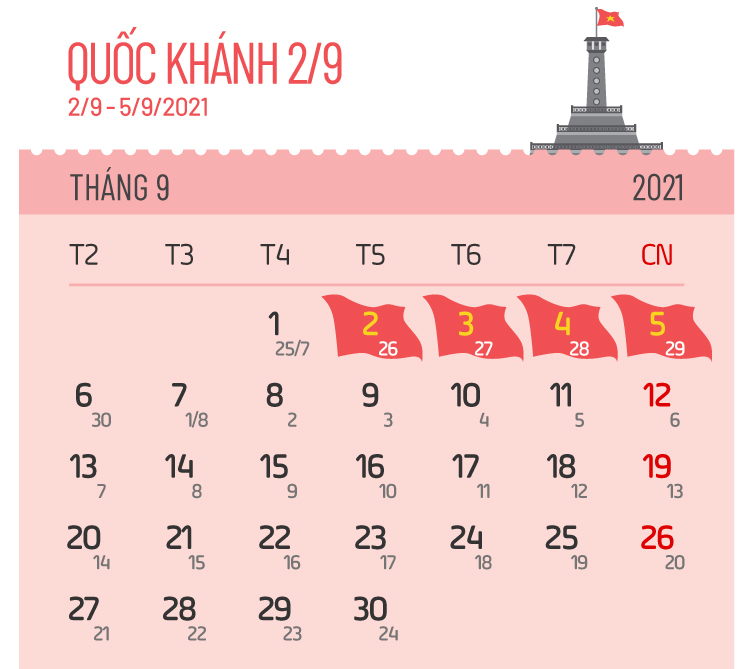 QUỐC KHÁNH 2/9
2/9 - 5/9/2021
THÁNG 9 2021
T2 T3 T4 T5 T6 T7 CN
1 2 3 4 5
25/7 26 27 28 29
6 7 8 9 10 11 12
30 1/8 2 3 4 5 6
13 14 15 16 17 18 19
7 8 9 10 11 12 13
20 21 22 23 24 25 26
14 15 16 17 18 19 20
27 28 29 30
21 22 23 24